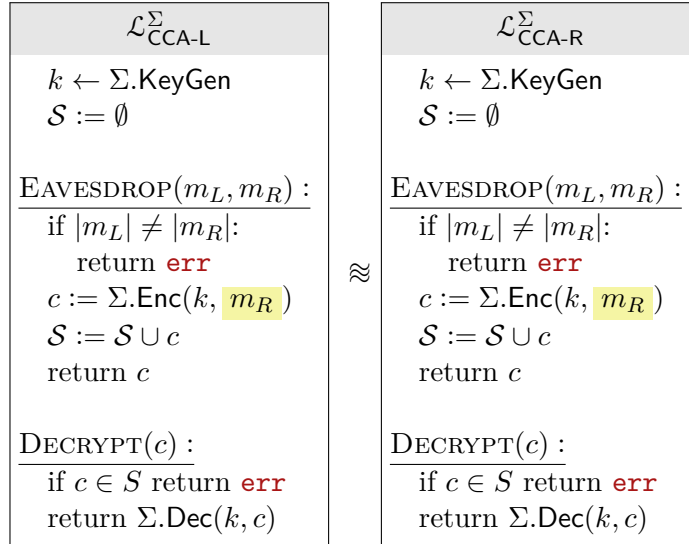 ℒ^Σ_CCA-L
k ← Σ.KeyGen
𝒮 := ∅
EAVESDROP(m_L, m_R) :
if |m_L| ≠ |m_R|:
return err
c := Σ.Enc(k, m_R)
𝒮 := 𝒮 ∪ c
return c
DECRYPT(c) :
if c ∈ S return err
return Σ.Dec(k, c)
≋
ℒ^Σ_CCA-R
k ← Σ.KeyGen
𝒮 := ∅
EAVESDROP(m_L, m_R) :
if |m_L| ≠ |m_R|:
return err
c := Σ.Enc(k, m_R)
𝒮 := 𝒮 ∪ c
return c
DECRYPT(c) :
if c ∈ S return err
return Σ.Dec(k, c)